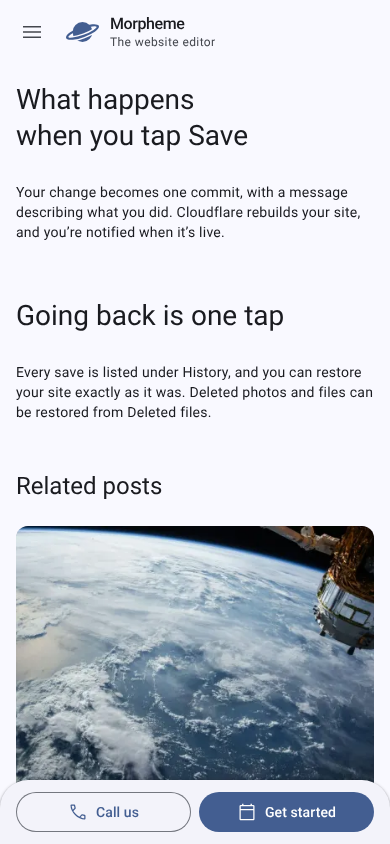 Morpheme
The website editor
What happens
when you tap Save
Your change becomes one commit, with a message
describing what you did. Cloudflare rebuilds your site,
and you’re notified when it’s live.
Going back is one tap
Every save is listed under History, and you can restore
your site exactly as it was. Deleted photos and files can
be restored from Deleted files.
Related posts
Call us
Get started